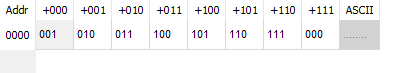 Addr +000 +001 +010 +011 +100 +101 +110 +111 ASCII
0000 001 010 011 100 101 110 111 000 ........